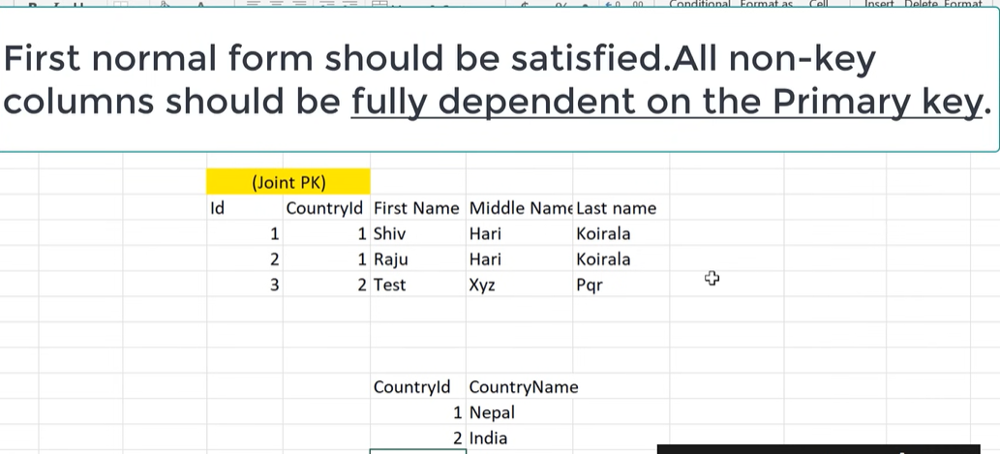 Conditional Format as Cell Insert Delete Format
First normal form should be satisfied.All non-key
columns should be fully dependent on the Primary key.
(Joint PK)
Id CountryId First Name Middle Name Last name
1 1 Shiv Hari Koirala
2 1 Raju Hari Koirala
3 2 Test Xyz Pqr
CountryId CountryName
1 Nepal
2 India